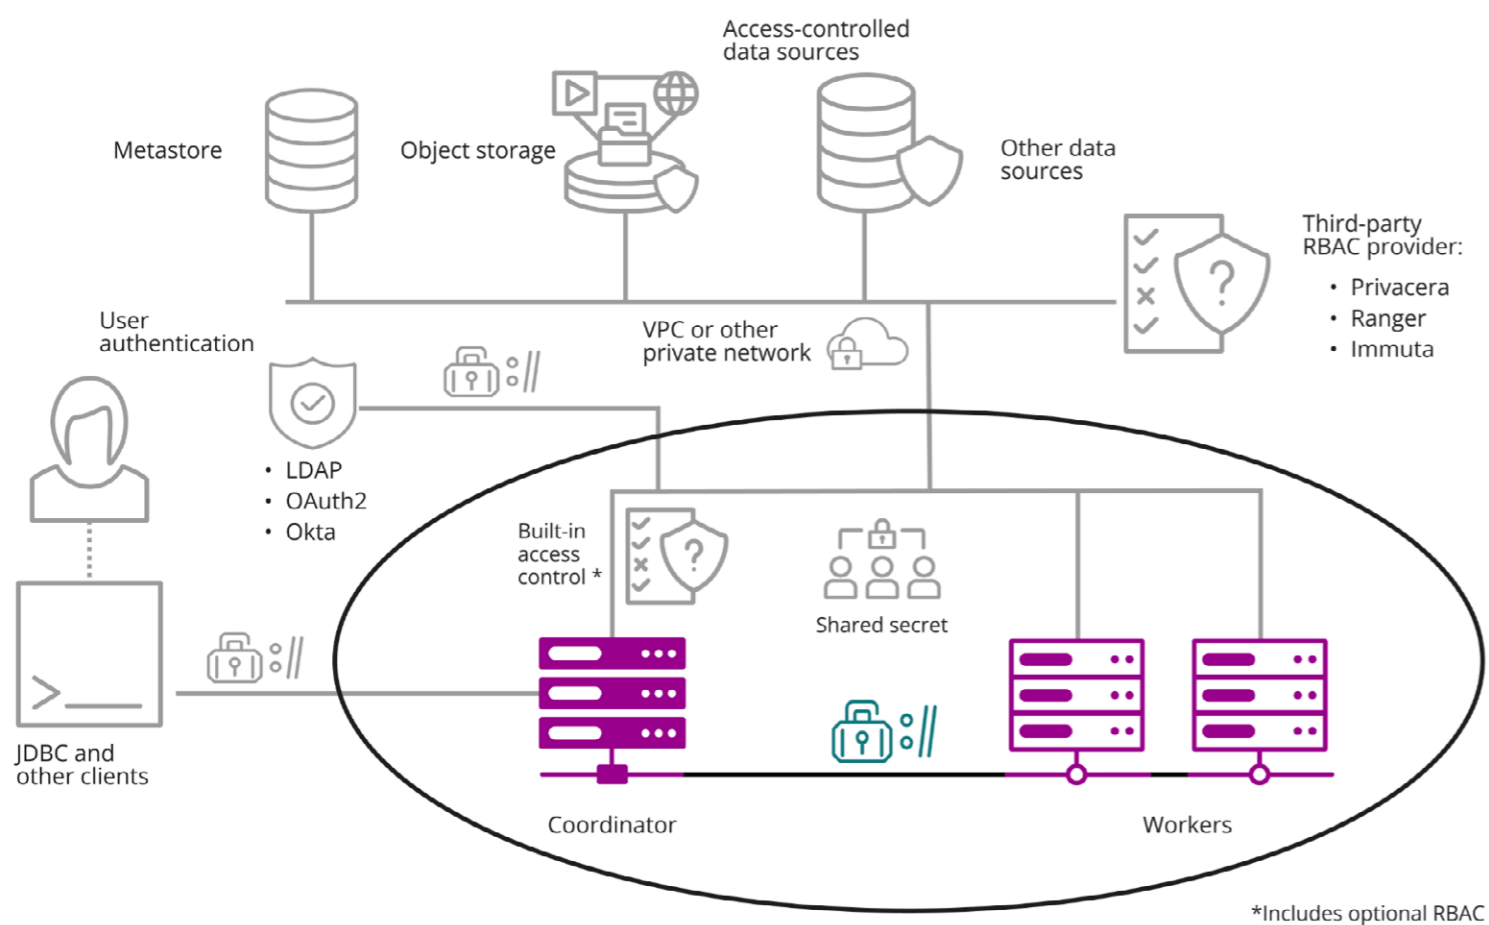 Access-controlled
data sources
Metastore
Object storage
Other data
sources
Third-party
RBAC provider:
• Privacera
• Ranger
• Immuta
User
authentication
VPC or other
private network
://
• LDAP
• OAuth2
• Okta
?
Built-in
access
control *
?
Shared secret
://
>_
JDBC and
other clients
://
Coordinator
Workers
*Includes optional RBAC